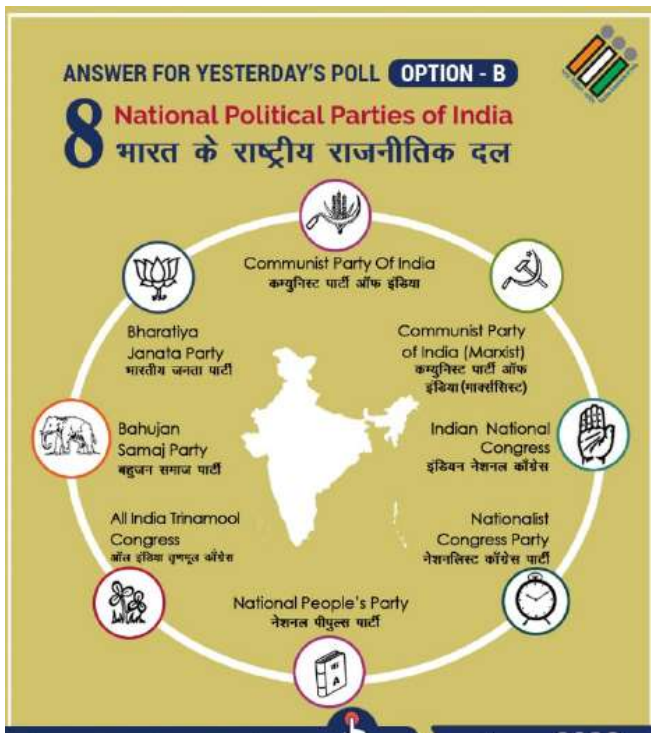 ANSWER FOR YESTERDAY'S POLL OPTION - B
8 National Political Parties of India
भारत के राष्ट्रीय राजनीतिक दल
Communist Party Of India
कम्युनिस्ट पार्टी ऑफ इंडिया
Communist Party
of India (Marxist)
कम्युनिस्ट पार्टी ऑफ
इंडिया (मार्क्सिस्ट)
Indian National
Congress
इंडियन नेशनल काँग्रेस
Nationalist
Congress Party
नेशनलिस्ट काँग्रेस पार्टी
National People's Party
नेशनल पीपुल्स पार्टी
A
All India Trinamool
Congress
ऑल इंडिया तृणमूल काँग्रेस
Bahujan
Samaj Party
बहुजन समाज पार्टी
Bharatiya
Janata Party
भारतीय जनता पार्टी